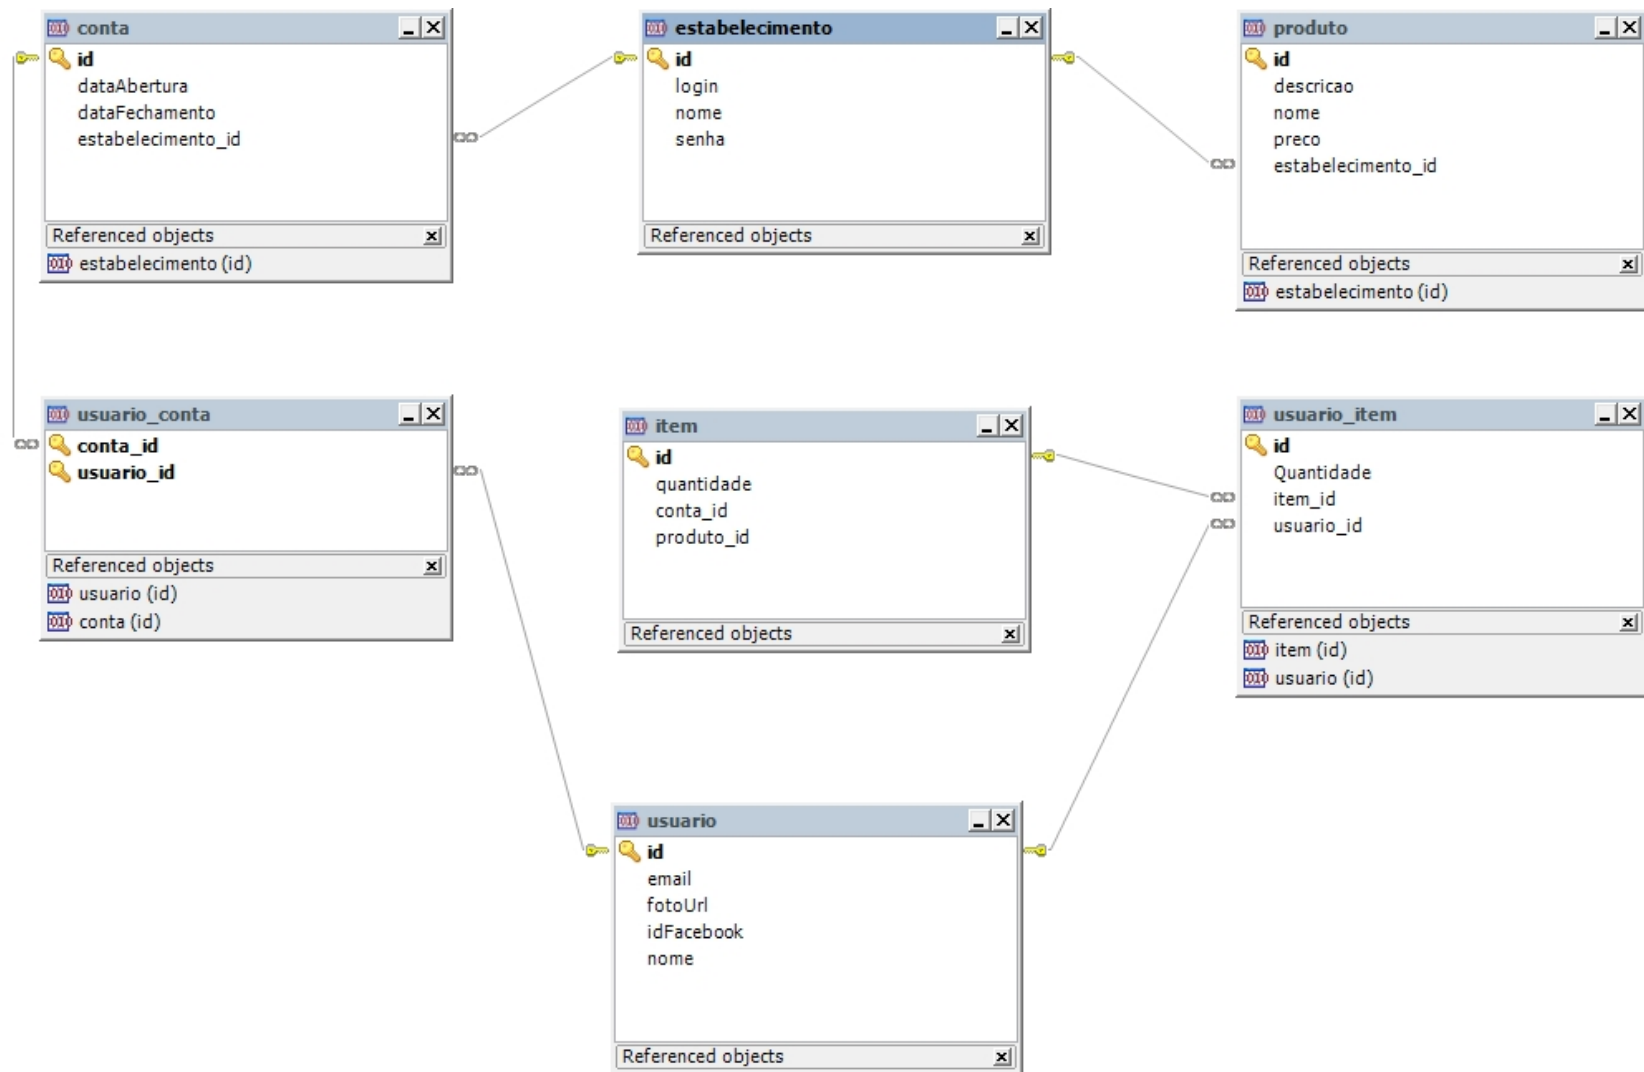 conta
id
dataAbertura
dataFechamento
estabelecimento_id
Referenced objects
estabelecimento (id)
estabelecimento
id
login
nome
senha
Referenced objects
produto
id
descricao
nome
preco
estabelecimento_id
Referenced objects
estabelecimento (id)
usuario_conta
conta_id
usuario_id
Referenced objects
usuario (id)
conta (id)
item
id
quantidade
conta_id
produto_id
Referenced objects
usuario_item
id
Quantidade
item_id
usuario_id
Referenced objects
item (id)
usuario (id)
usuario
id
email
fotoUrl
idFacebook
nome
Referenced objects